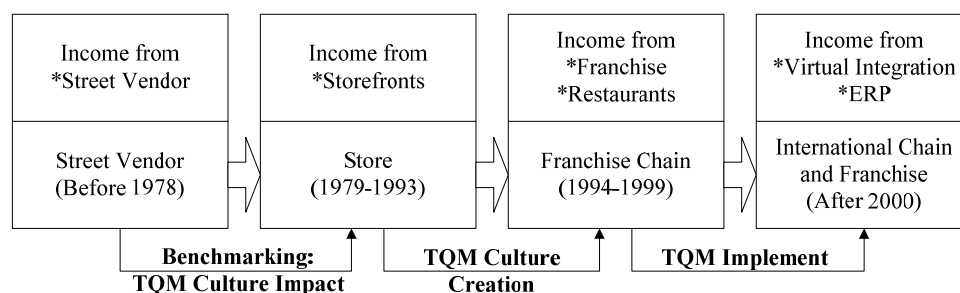 Income from
*Street Vendor
Street Vendor
(Before 1978)
Income from
*Storefronts
Store
(1979-1993)
Income from
*Franchise
*Restaurants
Franchise Chain
(1994–1999)
Income from
*Virtual Integration
*ERP
International Chain
and Franchise
(After 2000)
Benchmarking:
TQM Culture Impact
TQM Culture
Creation
TQM Implement